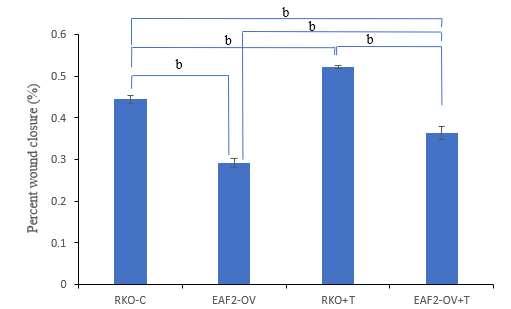 b
b
b
b
b
0.6
0.5
0.4
0.3
0.2
0.1
0
Percent wound closure (%)
RKO-C EAF2-OV RKO+T EAF2-OV+T